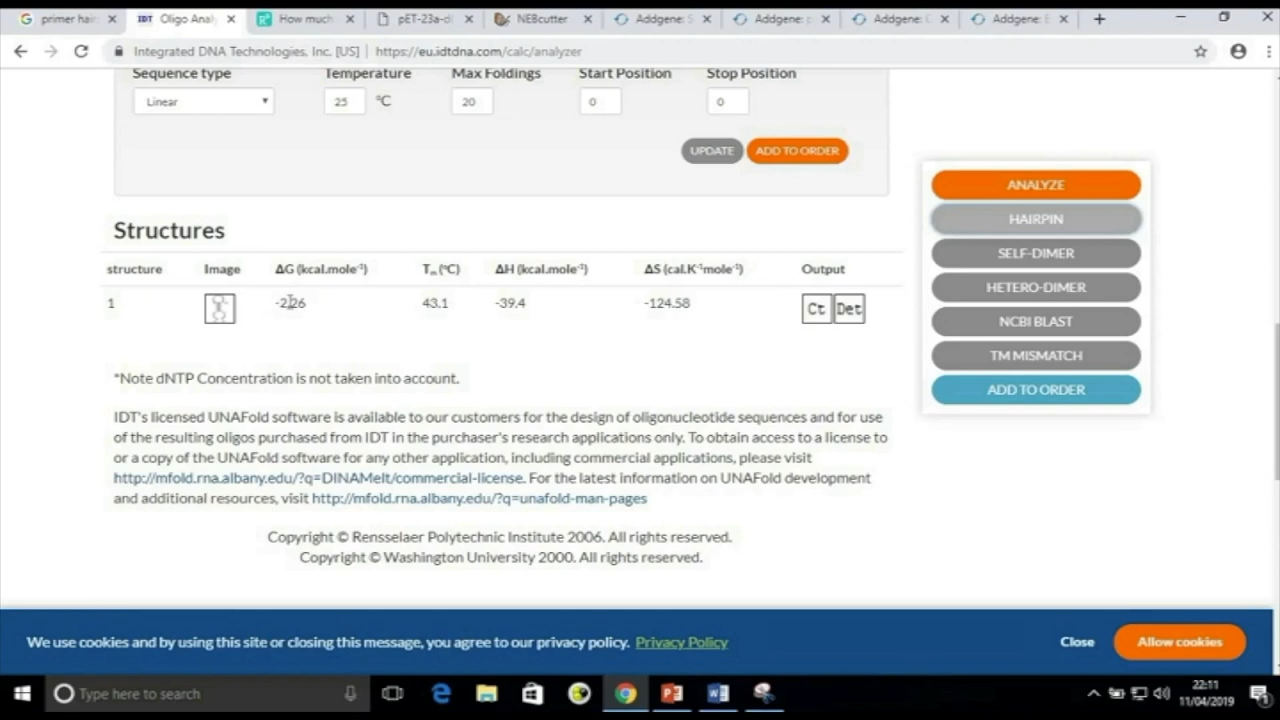 primer hair
IDT Oligo Anal
How much
pET-23a-d(
NEBcutter
Addgene: S
Addgene: p
Addgene:
Addgene: E
Integrated DNA Technologies, Inc. [US] | https://eu.idtdna.com/calc/analyzer
Sequence type Temperature Max Foldings Start Position Stop Position
Linear 25 °C 20 0 0
UPDATE ADD TO ORDER
ANALYZE
HAIRPIN
SELF-DIMER
HETERO-DIMER
NCBI BLAST
TM MISMATCH
ADD TO ORDER
Structures
structure Image ΔG (kcal.mole⁻¹) Tₘ (°C) ΔH (kcal.mole⁻¹) ΔS (cal.K⁻¹mole⁻¹) Output
1 -2.26 43.1 -39.4 -124.58 Ct Det
*Note dNTP Concentration is not taken into account.
IDT's licensed UNAFold software is available to our customers for the design of oligonucleotide sequences and for use
of the resulting oligos purchased from IDT in the purchaser's research applications only. To obtain access to a license to
or a copy of the UNAFold software for any other application, including commercial applications, please visit
http://mfold.rna.albany.edu/?q=DINAMelt/commercial-license. For the latest information on UNAFold development
and additional resources, visit http://mfold.rna.albany.edu/?q=unafold-man-pages
Copyright © Rensselaer Polytechnic Institute 2006. All rights reserved.
Copyright © Washington University 2000. All rights reserved.
We use cookies and by using this site or closing this message, you agree to our privacy policy. Privacy Policy
Close Allow cookies
Type here to search
22:11
11/04/2019